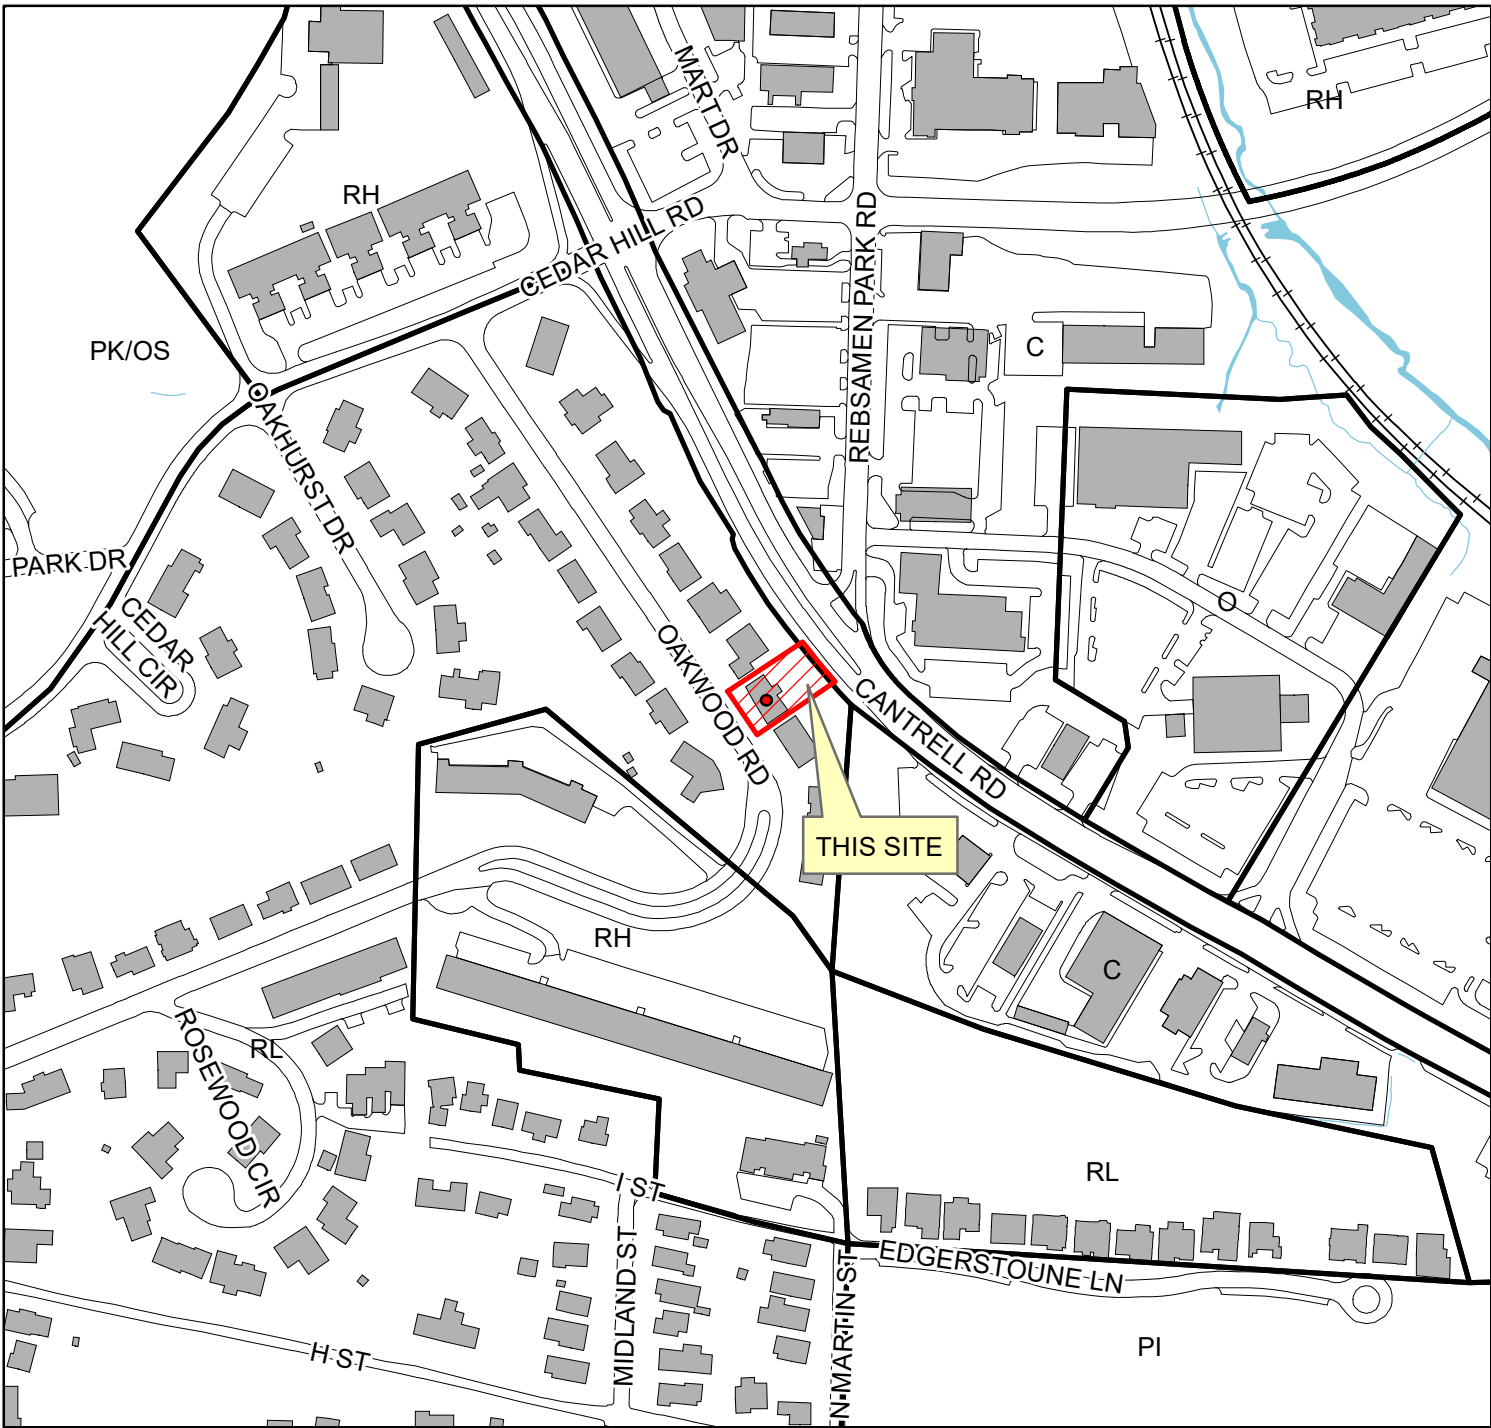 MART DR
RH
RH
CEDAR HILL RD
REBSAMEN PARK RD
PK/OS
C
OAKHURST DR
PARK DR
CEDAR
HILL CIR
O
OAKWOOD RD
CANTRELL RD
THIS SITE
RH
C
ROSEWOOD CIR
RL
RL
I ST
MIDLAND ST
N MARTIN ST
EDGERSTOUNE LN
H ST
PI